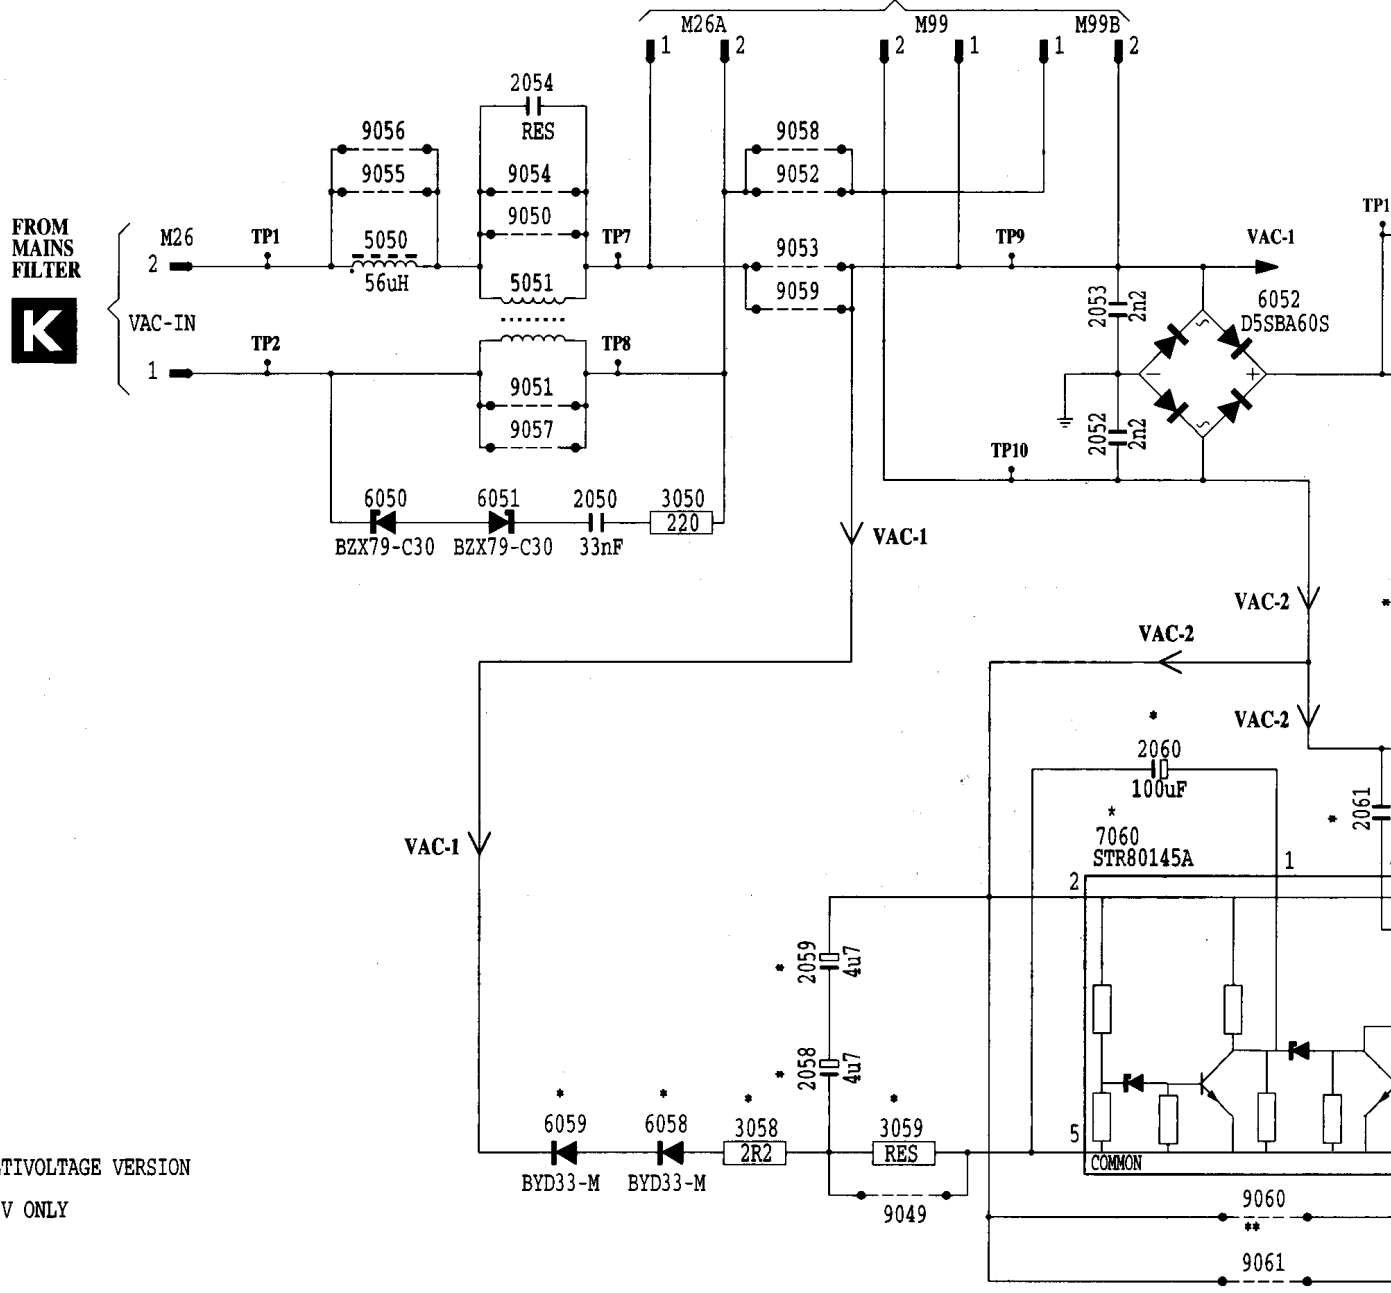 M26A M99 M99B
1 2 2 1 1 2
2054
RES
9056
9055
9054
9050
9058
9052
FROM
MAINS
FILTER
K
M26
2
TP1
5050
56uH
5051
TP7
9053
9059
TP9
VAC-1
TP1
VAC-IN
2053
2n2
6052
D5SBA60S
1
TP2
TP8
9051
9057
2052
2n2
TP10
6050
BZX79-C30
6051
BZX79-C30
2050
33nF
3050
220
VAC-1
VAC-2
*
VAC-2
VAC-2
*
2060
100uF
*
7060
STR80145A
1
*
2061
VAC-1
2
*
2059
4u7
*
2058
4u7
*
6059
BYD33-M
*
6058
BYD33-M
*
3058
2R2
*
3059
RES
5
COMMON
9049
TIVOLTAGE VERSION
V ONLY
9060
**
9061